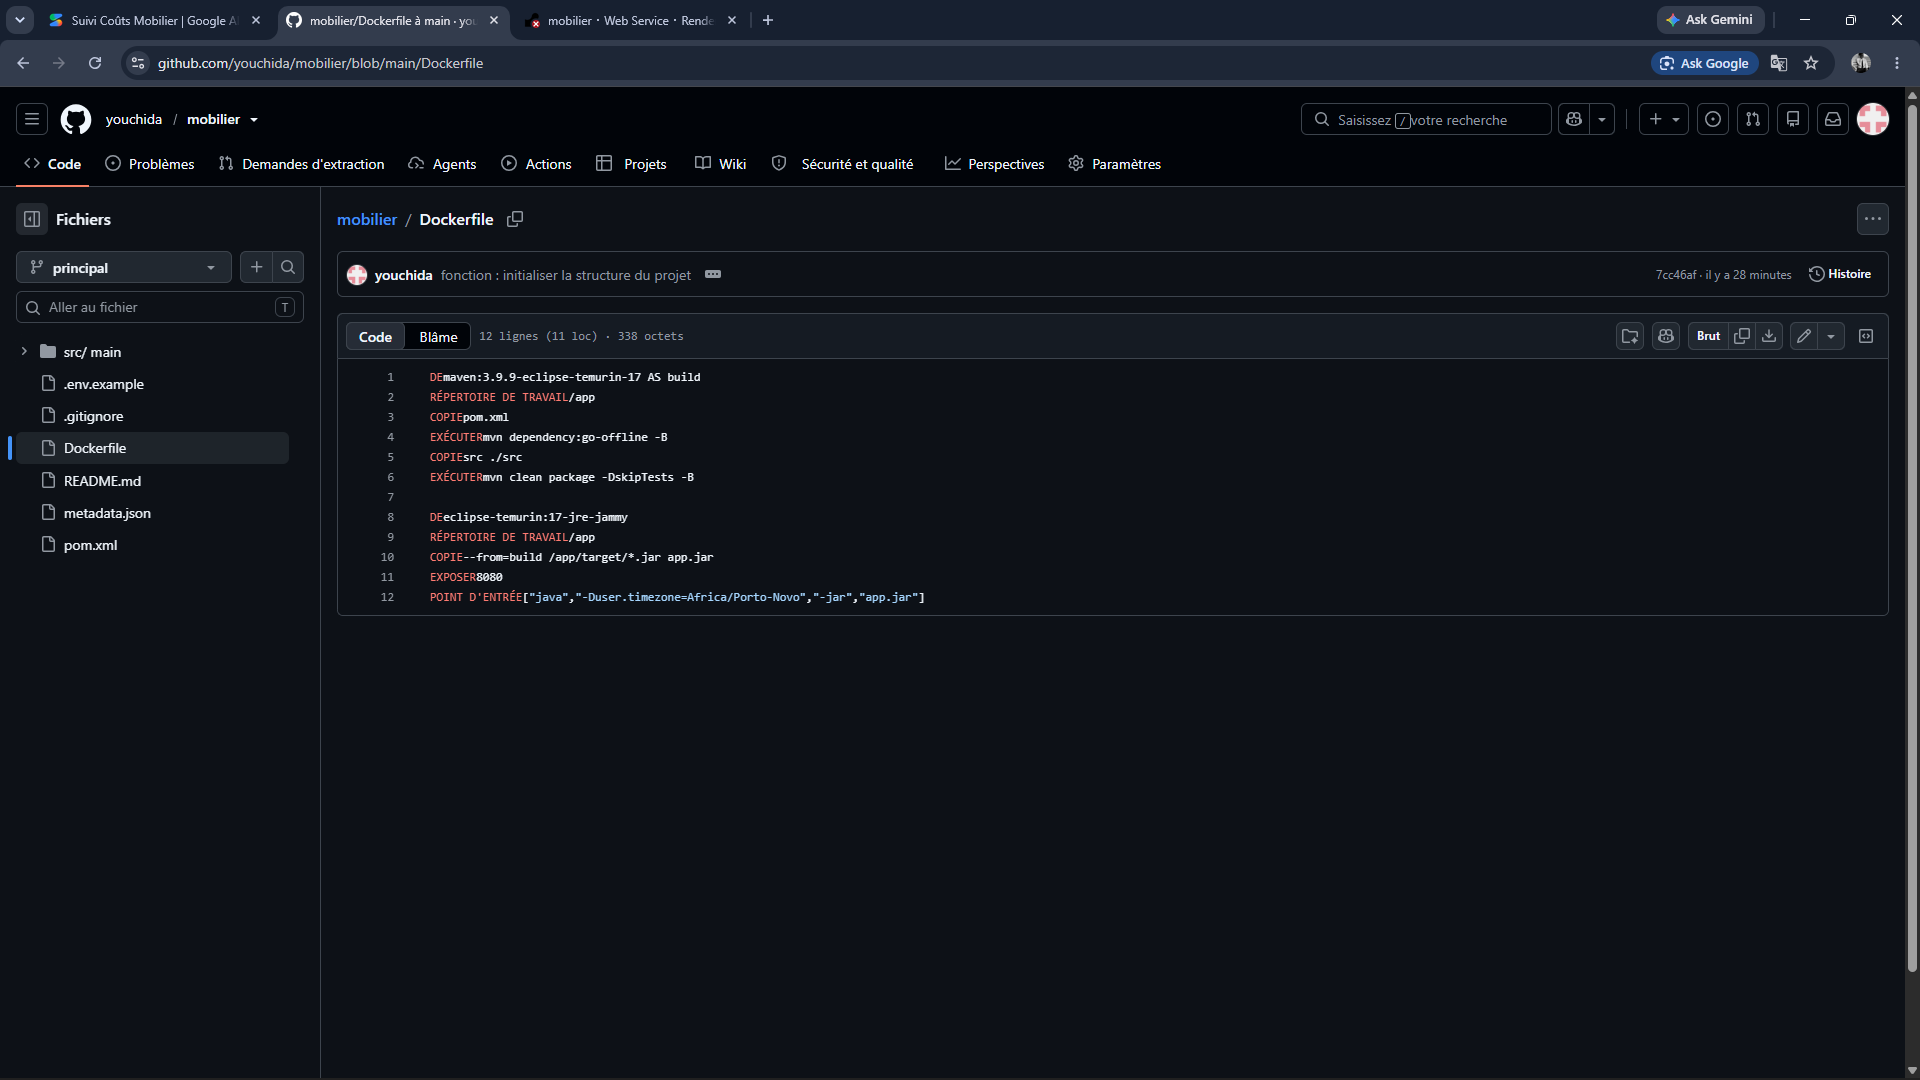 Suivi Coûts Mobilier | Google A
mobilier/Dockerfile à main · you
mobilier · Web Service · Rende
Ask Gemini
github.com/youchida/mobilier/blob/main/Dockerfile
Ask Google
youchida / mobilier
Saisissez / votre recherche
Code
Problèmes
Demandes d'extraction
Agents
Actions
Projets
Wiki
Sécurité et qualité
Perspectives
Paramètres
Fichiers
mobilier / Dockerfile
principal
youchida fonction : initialiser la structure du projet
7cc46af · il y a 28 minutes
Histoire
Aller au fichier
T
Code
Blâme
12 lignes (11 loc) · 338 octets
Brut
src/ main
.env.example
.gitignore
Dockerfile
README.md
metadata.json
pom.xml
1 DEmaven:3.9.9-eclipse-temurin-17 AS build
2 RÉPERTOIRE DE TRAVAIL/app
3 COPIEpom.xml
4 EXÉCUTERmvn dependency:go-offline -B
5 COPIEsrc ./src
6 EXÉCUTERmvn clean package -DskipTests -B
7
8 DEeclipse-temurin:17-jre-jammy
9 RÉPERTOIRE DE TRAVAIL/app
10 COPIE--from=build /app/target/*.jar app.jar
11 EXPOSER8080
12 POINT D'ENTRÉE["java","-Duser.timezone=Africa/Porto-Novo","-jar","app.jar"]